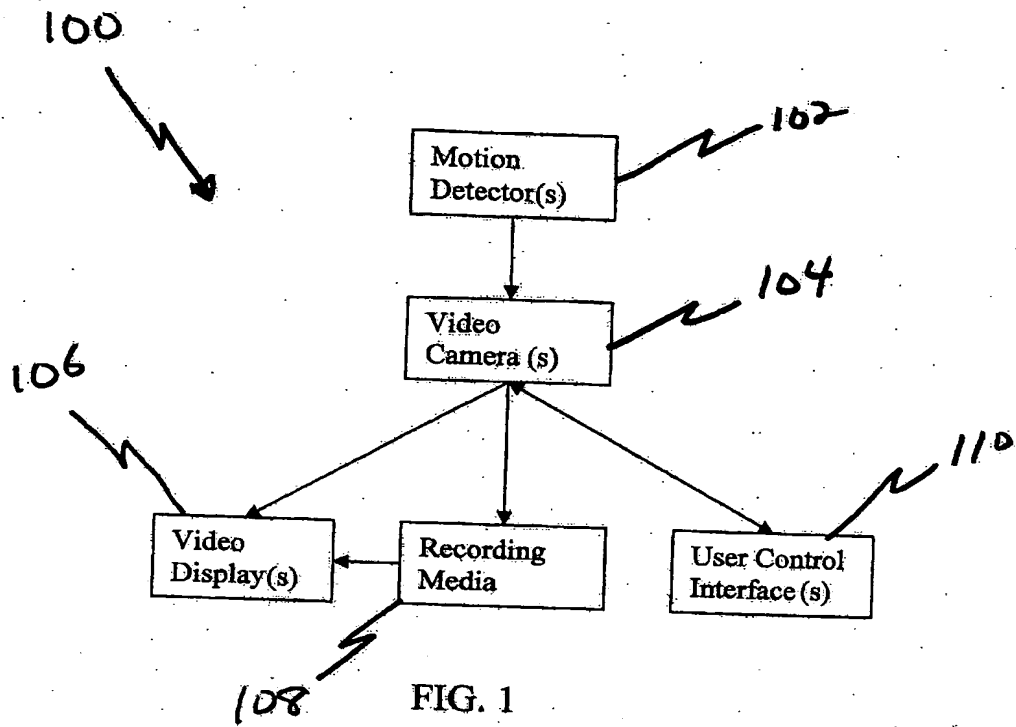 100
102
Motion
Detector(s)
104
Video
Camera (s)
106
110
Video
Display(s)
Recording
Media
User Control
Interface (s)
108
FIG. 1